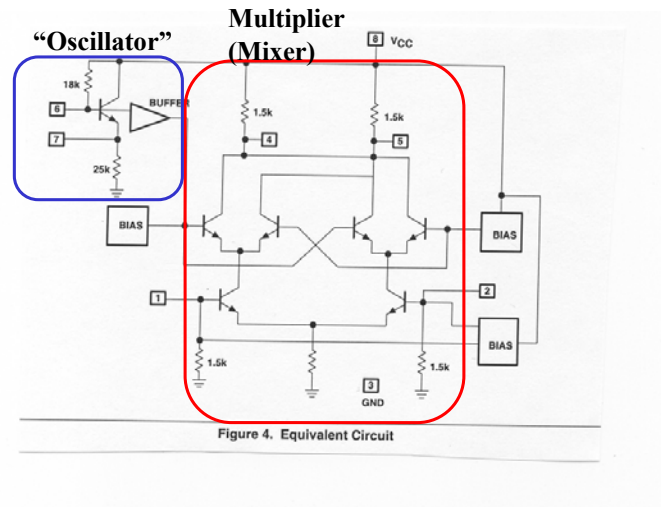 “Oscillator”
Multiplier
(Mixer)
8 VCC
18k
6
BUFFER
7
25k
1.5k
1.5k
4
5
BIAS
BIAS
1
2
BIAS
1.5k
1.5k
3
GND
Figure 4. Equivalent Circuit